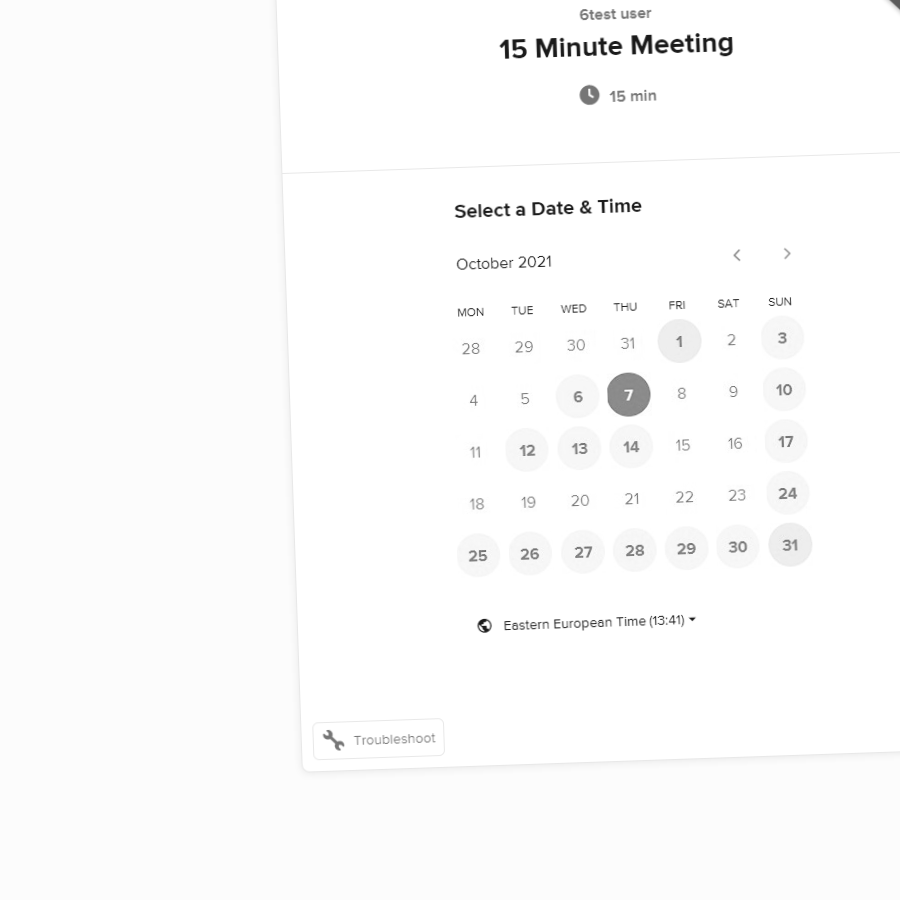 6test user
15 Minute Meeting
15 min
Select a Date & Time
October 2021
MON TUE WED THU FRI SAT SUN
28 29 30 31 1 2 3
4 5 6 7 8 9 10
11 12 13 14 15 16 17
18 19 20 21 22 23 24
25 26 27 28 29 30 31
Eastern European Time (13:41)
Troubleshoot